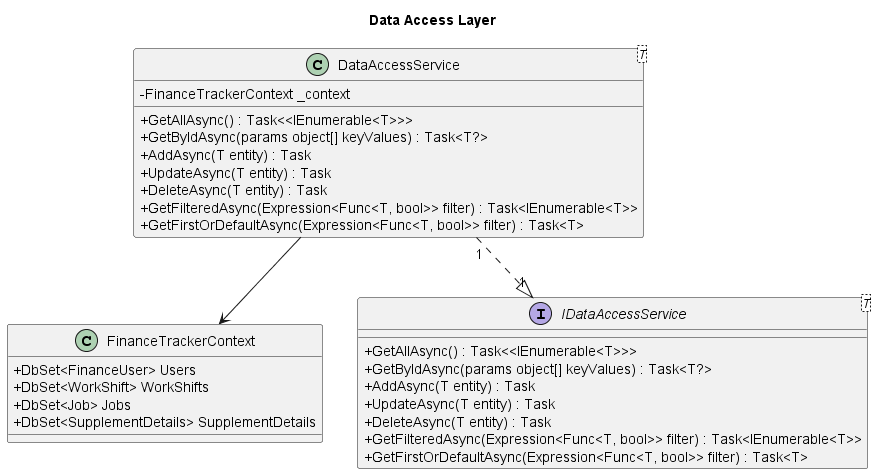 Data Access Layer
C DataAccessService T
-FinanceTrackerContext _context
+GetAllAsync() : Task<<IEnumerable<T>>>
+GetByIdAsync(params object[] keyValues) : Task<T?>
+AddAsync(T entity) : Task
+UpdateAsync(T entity) : Task
+DeleteAsync(T entity) : Task
+GetFilteredAsync(Expression<Func<T, bool>> filter) : Task<IEnumerable<T>>
+GetFirstOrDefaultAsync(Expression<Func<T, bool>> filter) : Task<T>
1
1
C FinanceTrackerContext
+DbSet<FinanceUser> Users
+DbSet<WorkShift> WorkShifts
+DbSet<Job> Jobs
+DbSet<SupplementDetails> SupplementDetails
I IDataAccessService T
+GetAllAsync() : Task<<IEnumerable<T>>>
+GetByIdAsync(params object[] keyValues) : Task<T?>
+AddAsync(T entity) : Task
+UpdateAsync(T entity) : Task
+DeleteAsync(T entity) : Task
+GetFilteredAsync(Expression<Func<T, bool>> filter) : Task<IEnumerable<T>>
+GetFirstOrDefaultAsync(Expression<Func<T, bool>> filter) : Task<T>